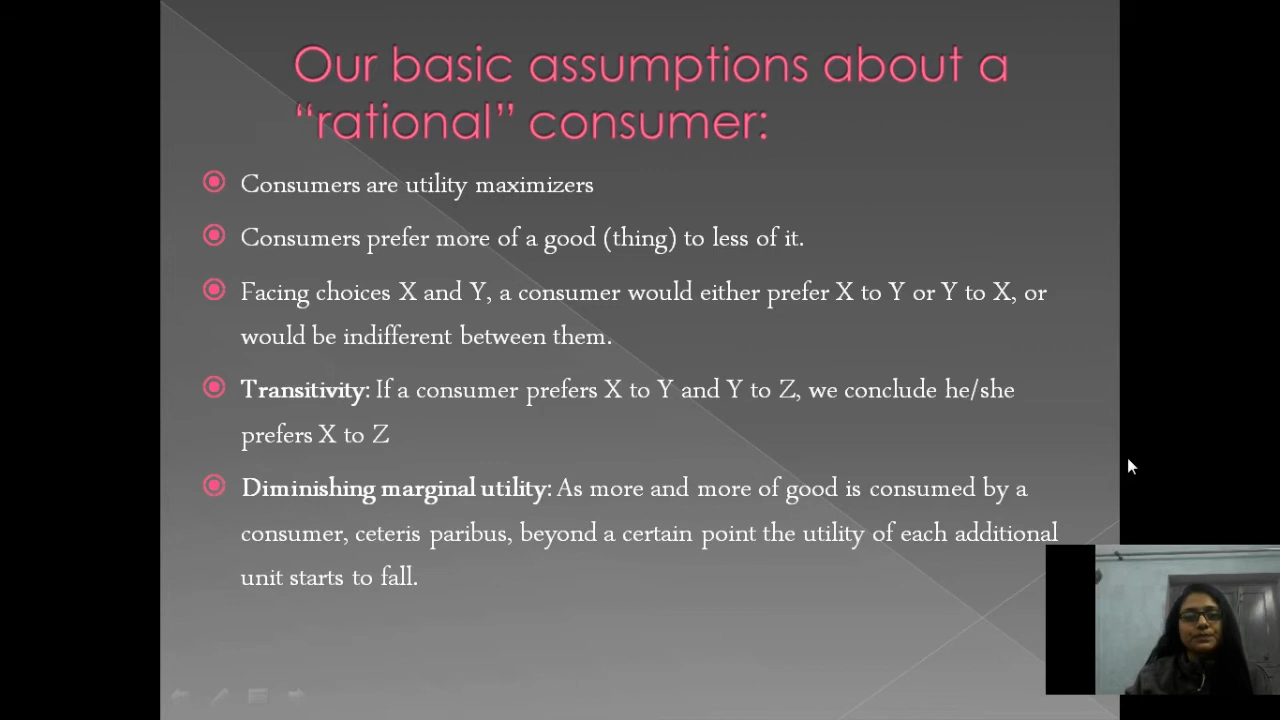 Our basic assumptions about a
“rational” consumer:
Consumers are utility maximizers
Consumers prefer more of a good (thing) to less of it.
Facing choices X and Y, a consumer would either prefer X to Y or Y to X, or
would be indifferent between them.
Transitivity: If a consumer prefers X to Y and Y to Z, we conclude he/she
prefers X to Z
Diminishing marginal utility: As more and more of good is consumed by a
consumer, ceteris paribus, beyond a certain point the utility of each additional
unit starts to fall.